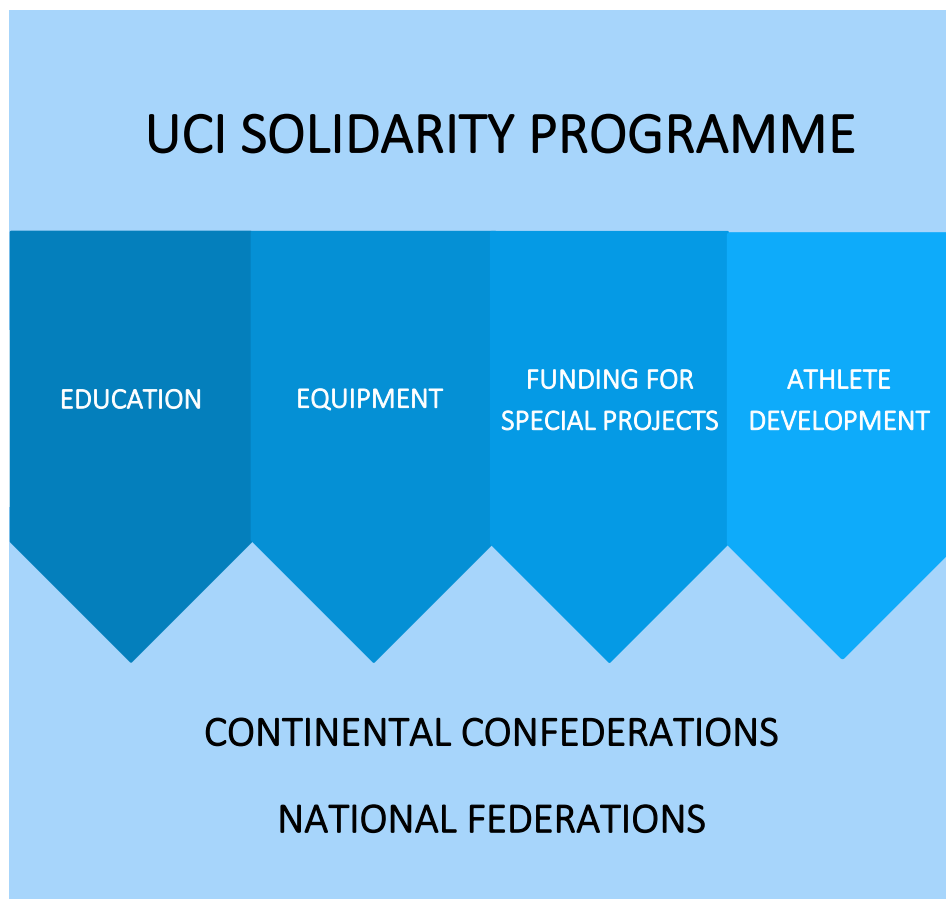 UCI SOLIDARITY PROGRAMME
EDUCATION
EQUIPMENT
FUNDING FOR
SPECIAL PROJECTS
ATHLETE
DEVELOPMENT
CONTINENTAL CONFEDERATIONS
NATIONAL FEDERATIONS